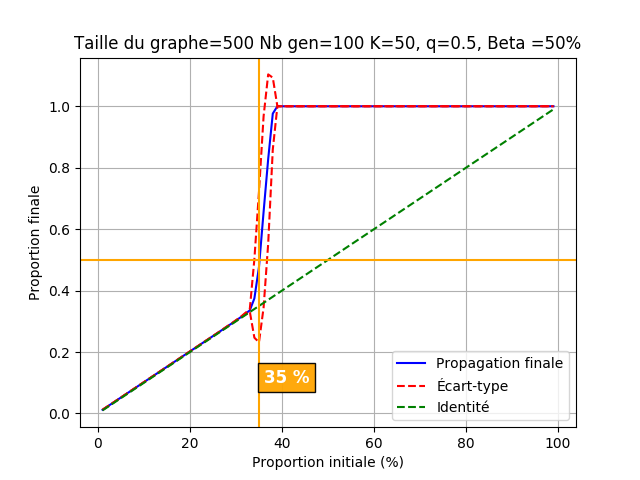 Taille du graphe=500 Nb gen=100 K=50, q=0.5, Beta =50%
1.0
0.8
0.6
0.4
0.2
0.0
Proportion finale
35 %
Propagation finale
Écart-type
Identité
0 20 40 60 80 100
Proportion initiale (%)